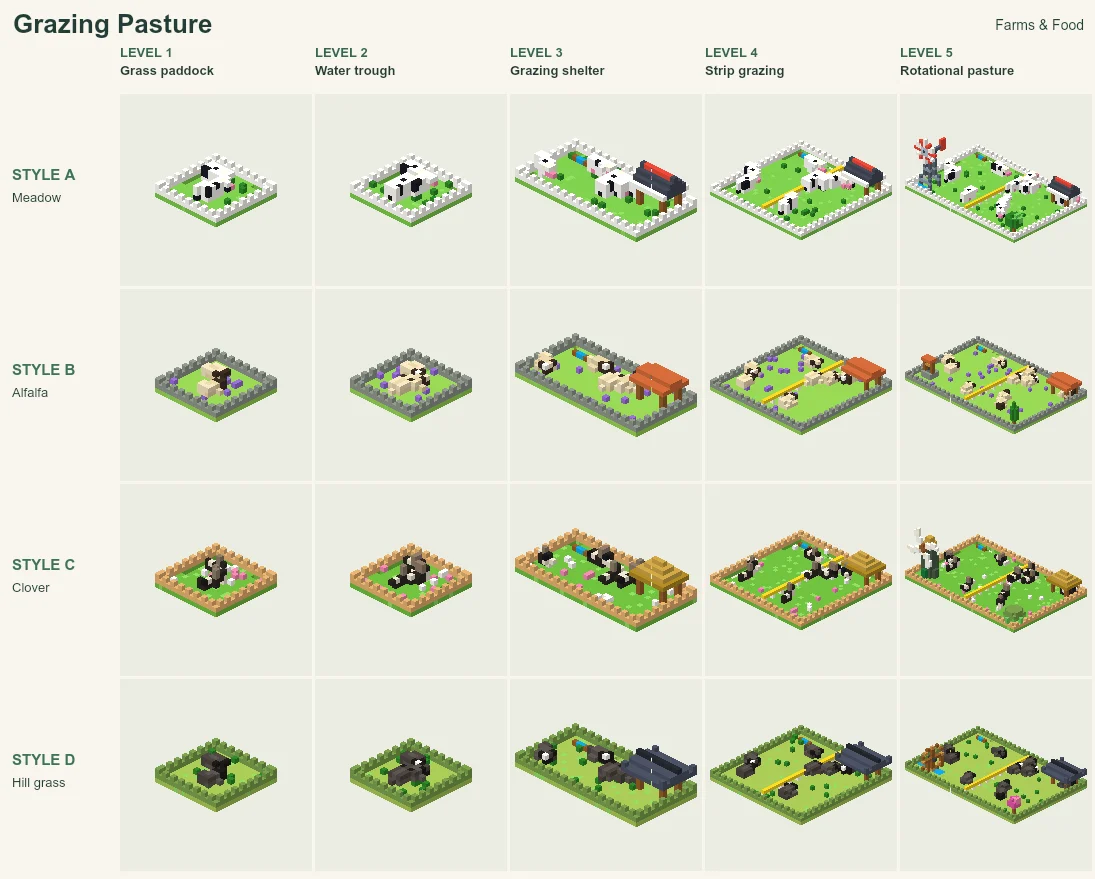 Grazing Pasture
Farms & Food
LEVEL 1
Grass paddock
LEVEL 2
Water trough
LEVEL 3
Grazing shelter
LEVEL 4
Strip grazing
LEVEL 5
Rotational pasture
STYLE A
Meadow
STYLE B
Alfalfa
STYLE C
Clover
STYLE D
Hill grass